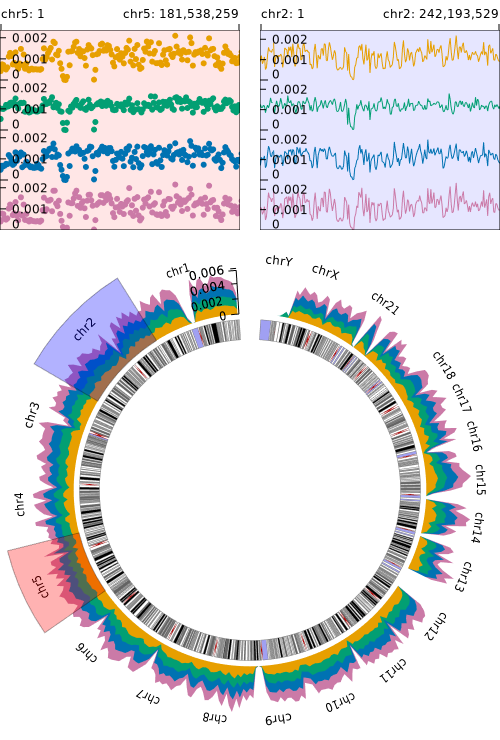 chr5: 1 chr5: 181,538,259 chr2: 1 chr2: 242,193,529
0.002 0.002
0.001 0.001
0 0
0.002 0.002
0.001 0.001
0 0
0.002 0.002
0.001 0.001
0 0
0.002 0.002
0.001 0.001
0 0
chrY
chrX
chr1
0.006
0.004
0.002
0
chr21
chr2
chr18
chr17
chr3
chr16
chr15
chr4
chr14
chr13
chr5
chr12
chr6
chr11
chr7
chr10
chr8
chr9